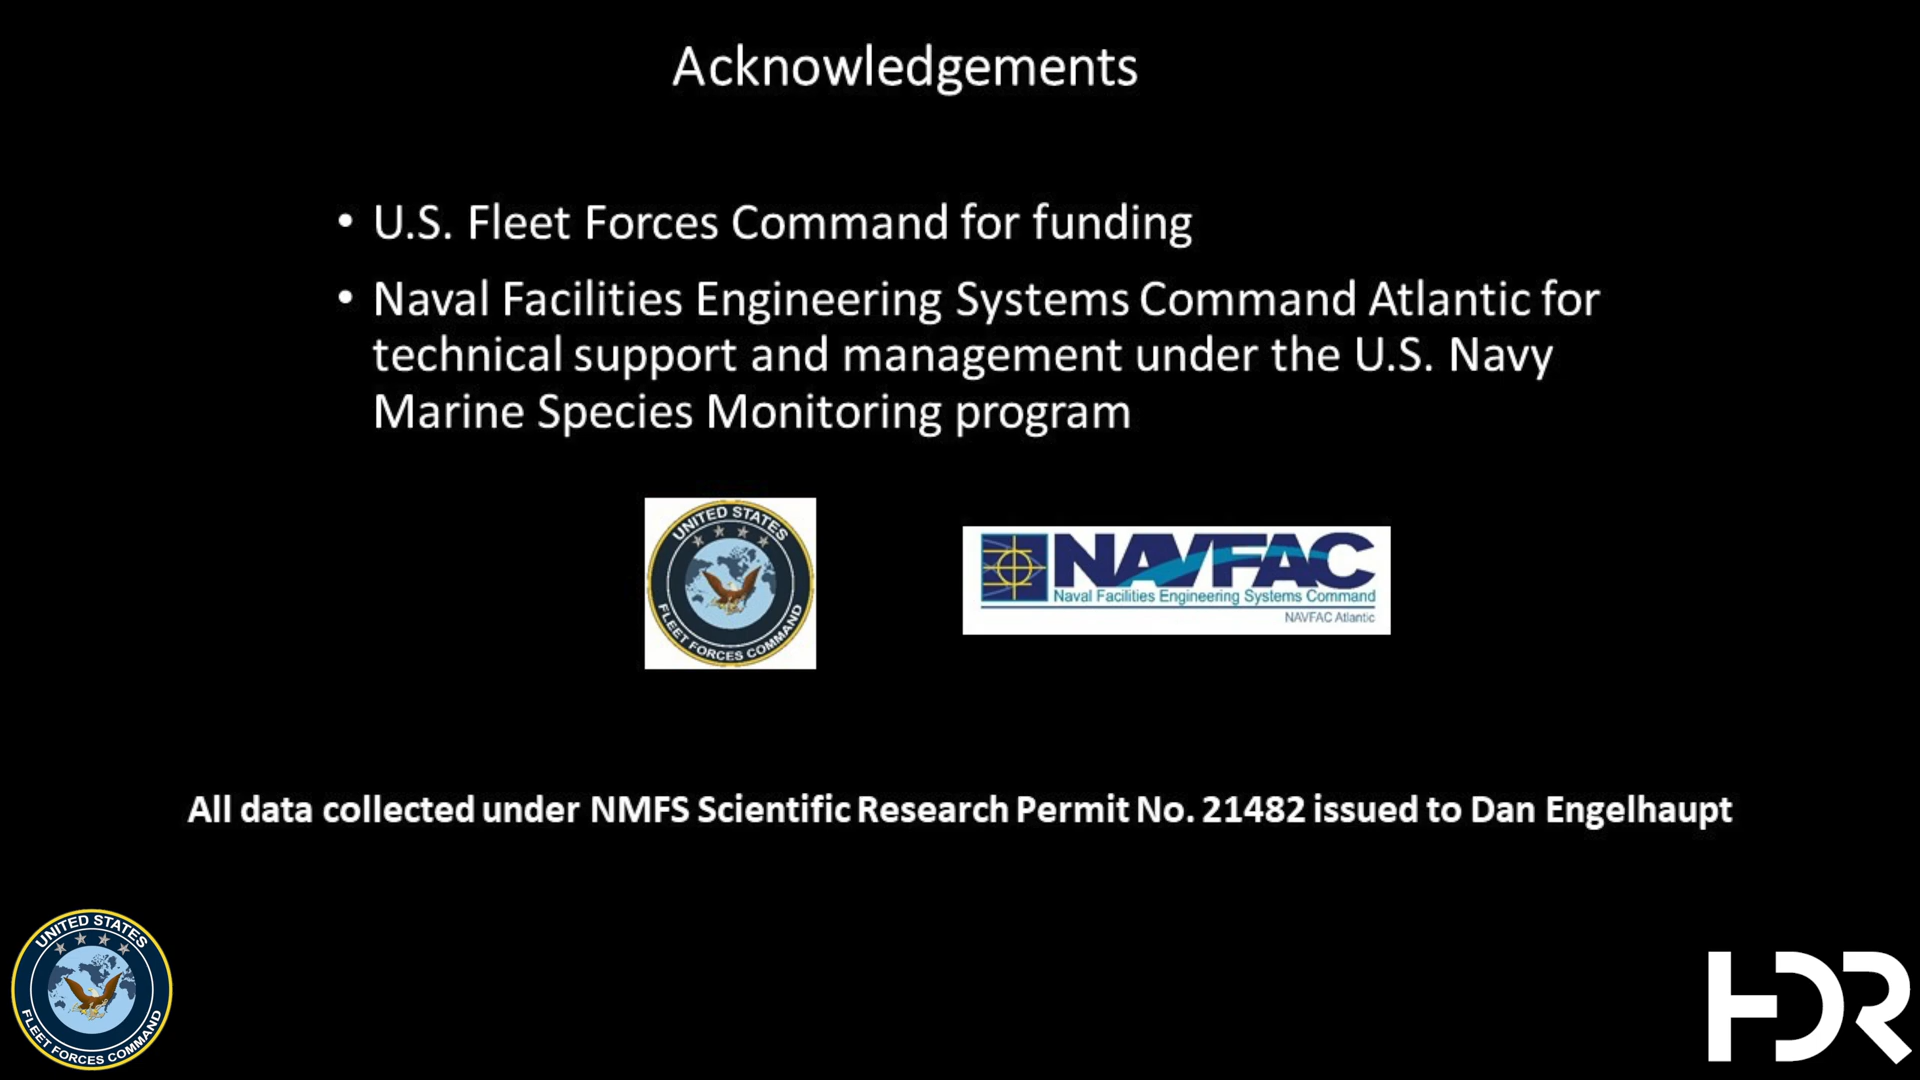 Acknowledgements
• U.S. Fleet Forces Command for funding
• Naval Facilities Engineering Systems Command Atlantic for
technical support and management under the U.S. Navy
Marine Species Monitoring program
UNITED STATES
FLEET FORCES COMMAND
NAVFAC
Naval Facilities Engineering Systems Command
NAVFAC Atlantic
All data collected under NMFS Scientific Research Permit No. 21482 issued to Dan Engelhaupt
UNITED STATES
FLEET FORCES COMMAND
HDR